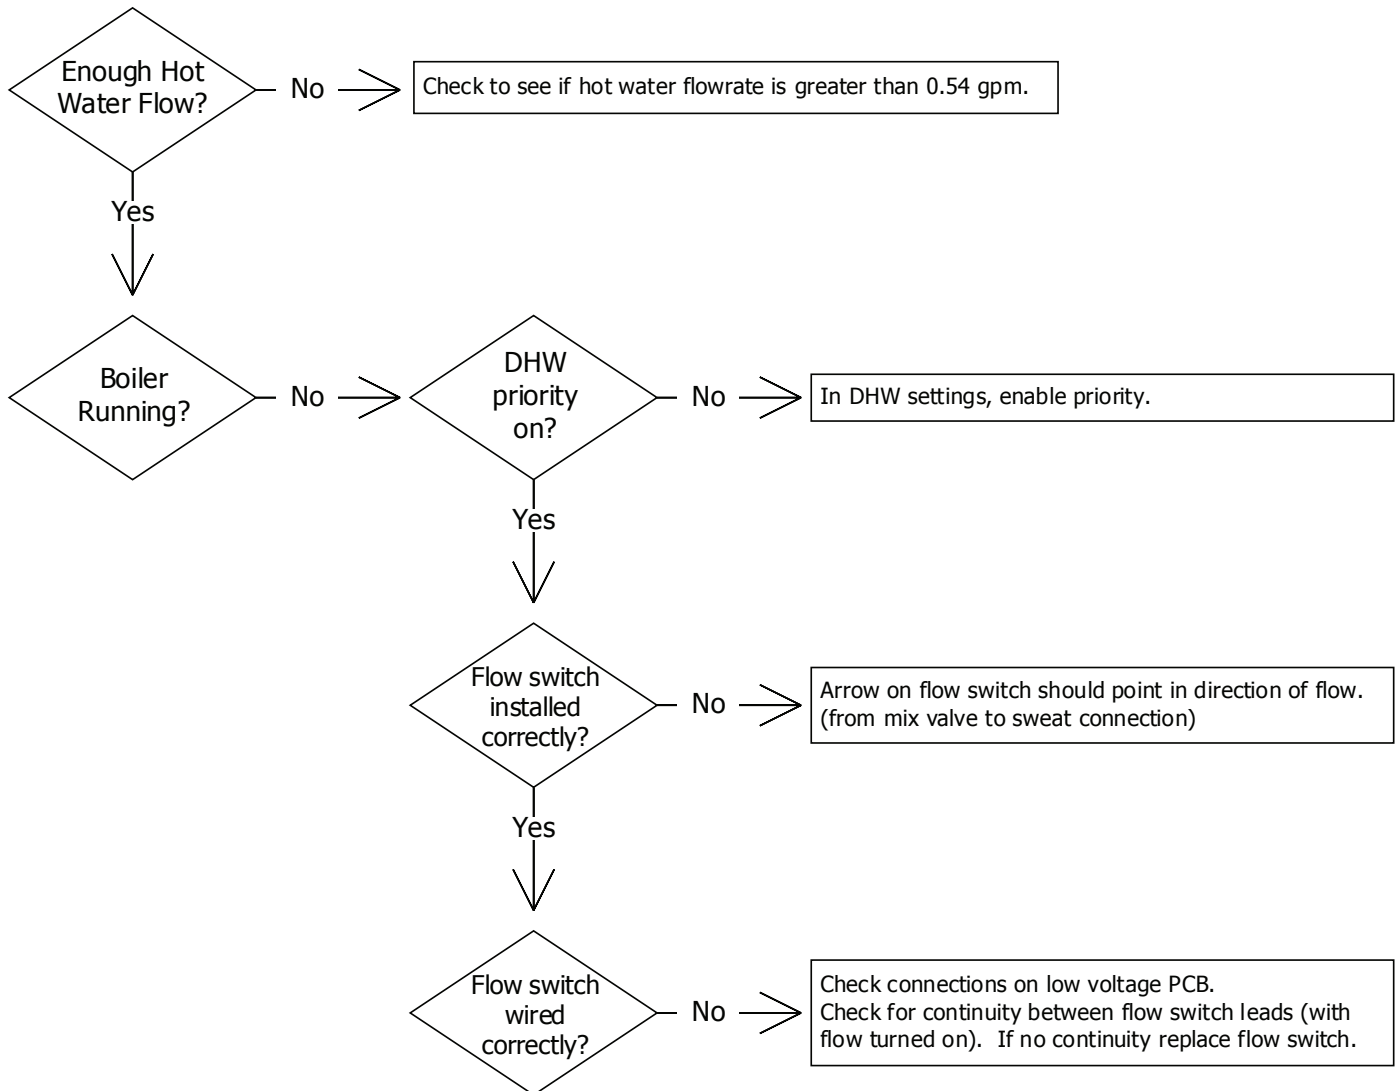 Enough Hot
Water Flow?
No
Check to see if hot water flowrate is greater than 0.54 gpm.
Yes
Boiler
Running?
No
DHW
priority
on?
No
In DHW settings, enable priority.
Yes
Flow switch
installed
correctly?
No
Arrow on flow switch should point in direction of flow.
(from mix valve to sweat connection)
Yes
Flow switch
wired
correctly?
No
Check connections on low voltage PCB.
Check for continuity between flow switch leads (with
flow turned on).  If no continuity replace flow switch.